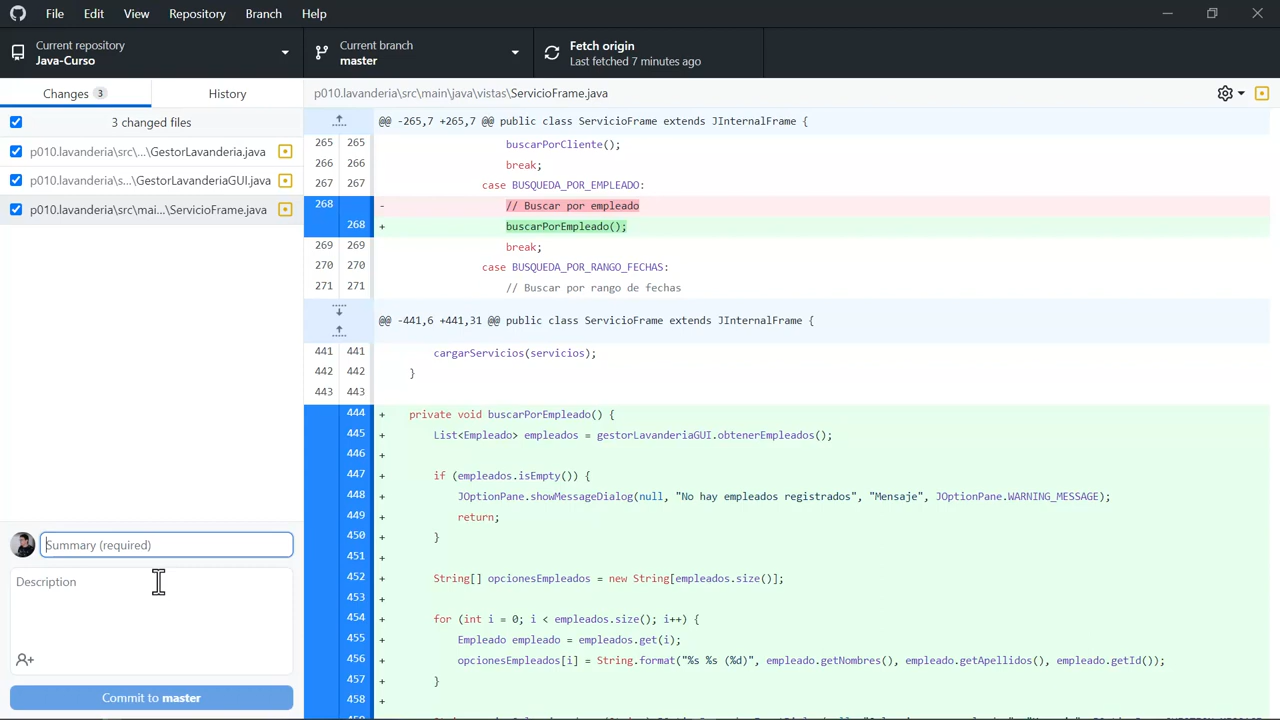 File Edit View Repository Branch Help
Current repository
Java-Curso
Current branch
master
Fetch origin
Last fetched 7 minutes ago
Changes 3
History
p010.lavanderia\src\main\java\vistas\ServicioFrame.java
3 changed files
p010.lavanderia\src\...\GestorLavanderia.java
p010.lavanderia\s...\GestorLavanderiaGUI.java
p010.lavanderia\src\mai...\ServicioFrame.java
Summary (required)
Description
Commit to master
@@ -265,7 +265,7 @@ public class ServicioFrame extends JInternalFrame {
265 265 buscarPorCliente();
266 266 break;
267 267 case BUSQUEDA_POR_EMPLEADO:
268 - // Buscar por empleado
268 + buscarPorEmpleado();
269 269 break;
270 270 case BUSQUEDA_POR_RANGO_FECHAS:
271 271 // Buscar por rango de fechas
@@ -441,6 +441,31 @@ public class ServicioFrame extends JInternalFrame {
441 441 cargarServicios(servicios);
442 442 }
443 443
444 + private void buscarPorEmpleado() {
445 + List<Empleado> empleados = gestorLavanderiaGUI.obtenerEmpleados();
446 +
447 + if (empleados.isEmpty()) {
448 + JOptionPane.showMessageDialog(null, "No hay empleados registrados", "Mensaje", JOptionPane.WARNING_MESSAGE);
449 + return;
450 + }
451 +
452 + String[] opcionesEmpleados = new String[empleados.size()];
453 +
454 + for (int i = 0; i < empleados.size(); i++) {
455 + Empleado empleado = empleados.get(i);
456 + opcionesEmpleados[i] = String.format("%s %s (%d)", empleado.getNombres(), empleado.getApellidos(), empleado.getId());
457 + }
458 +